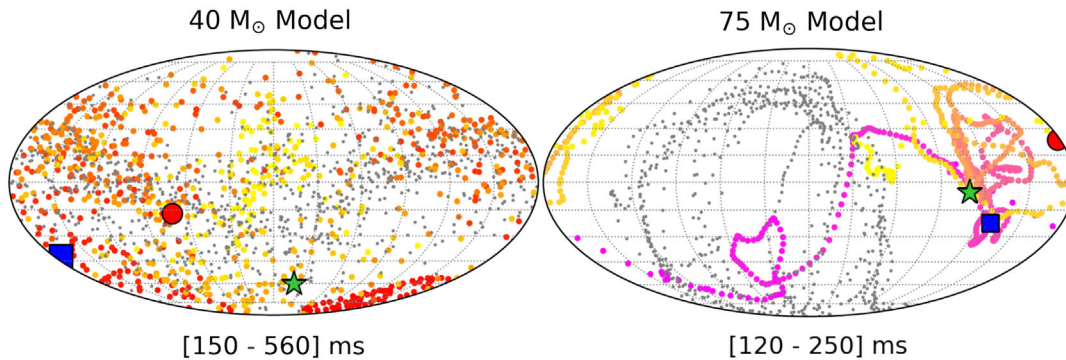 40 M☉ Model
75 M☉ Model
[150 - 560] ms
[120 - 250] ms